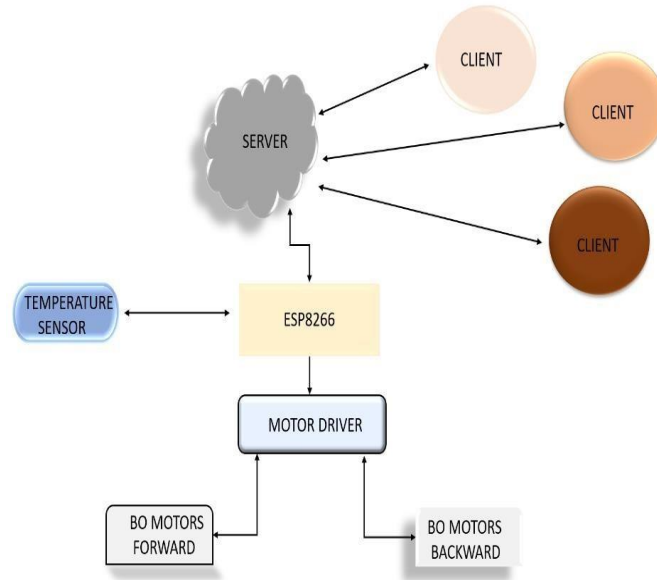 CLIENT
CLIENT
SERVER
CLIENT
TEMPERATURE
SENSOR
ESP8266
MOTOR DRIVER
BO MOTORS
FORWARD
BO MOTORS
BACKWARD